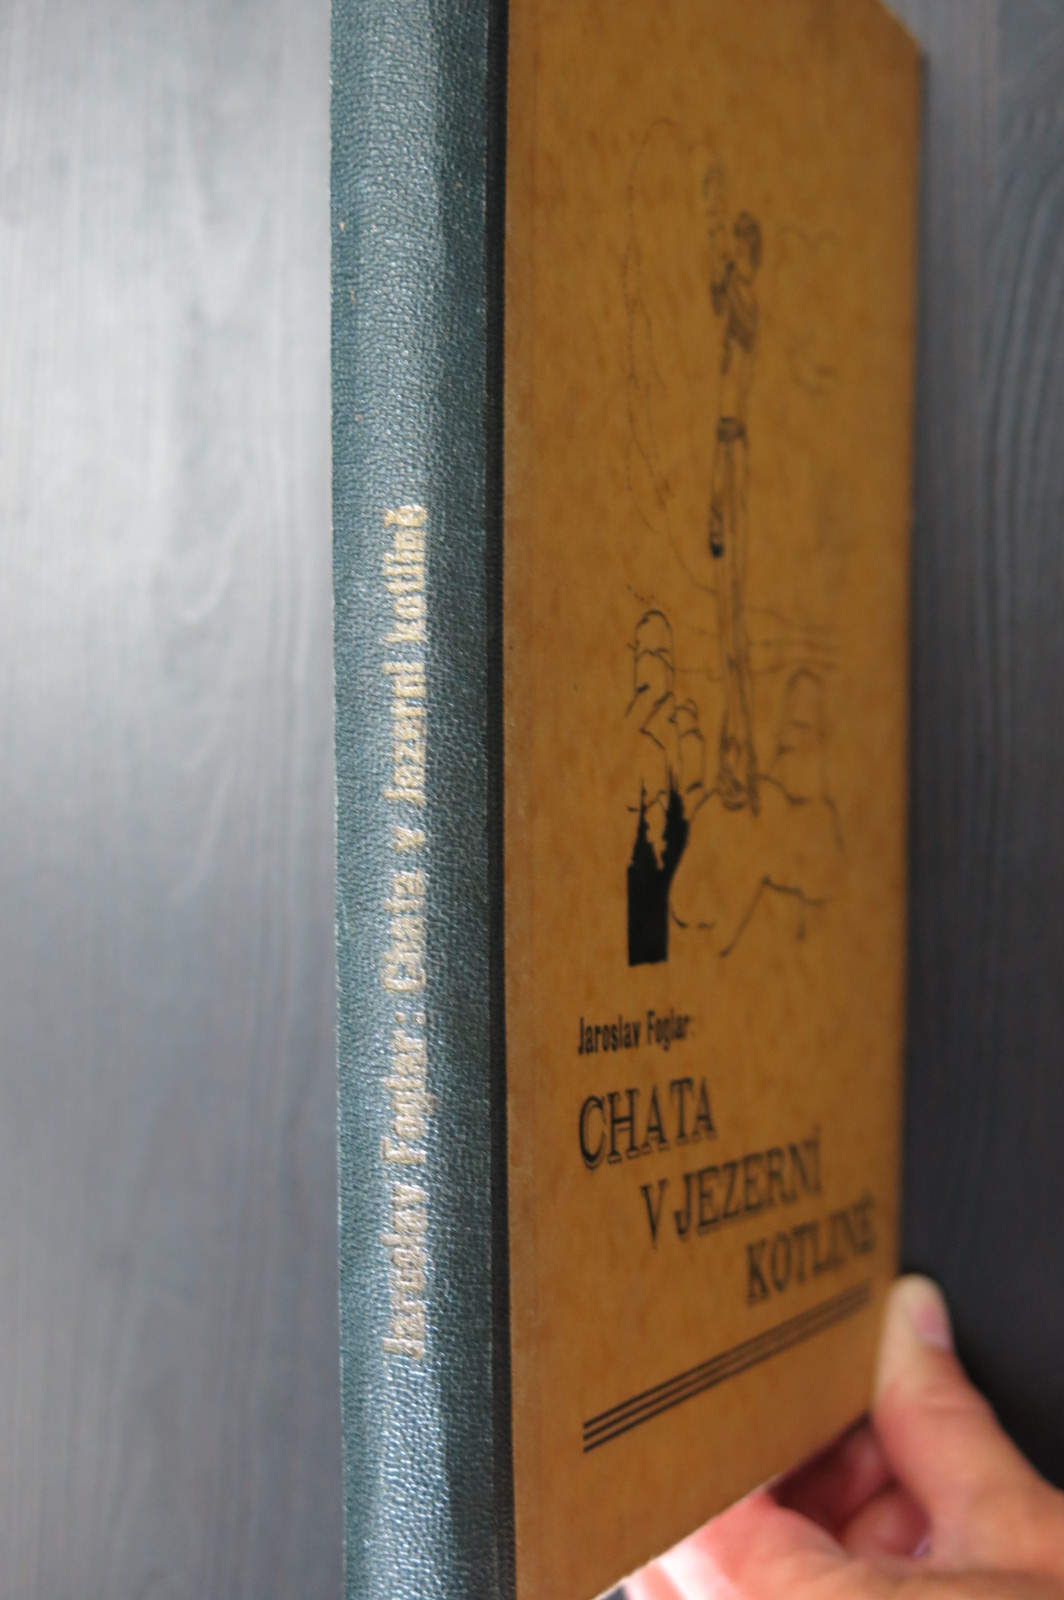 Jaroslav Foglar: Chata v Jezerní kotlině
Jaroslav Foglar:
CHATA
V JEZERNÍ
KOTLINĚ